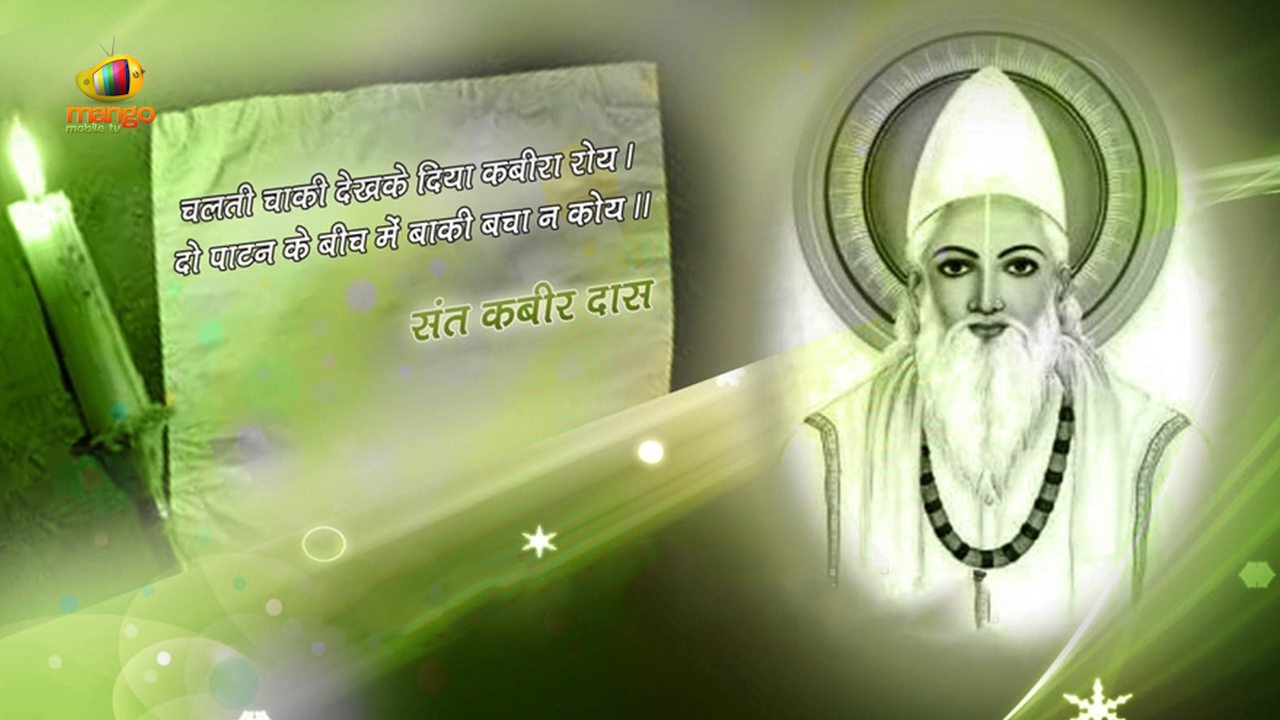 mango
mobile tv
चलती चाकी देखके दिया कबीरा रोय।
दो पाटन के बीच में बाकी बचा न कोय॥
संत कबीर दास